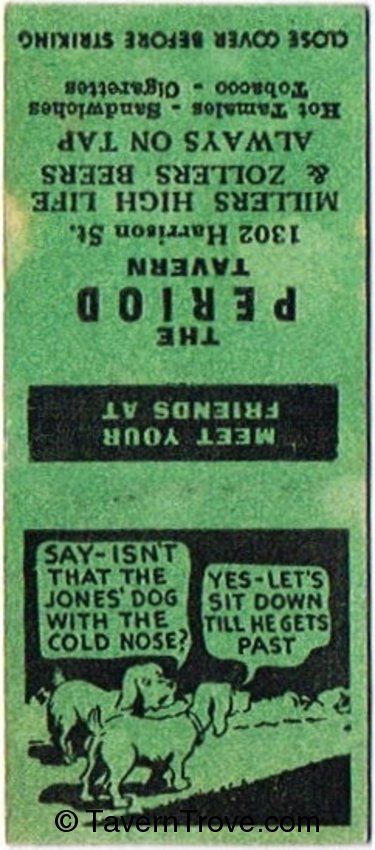 CLOSE COVER BEFORE STRIKING
MEET YOUR
FRIENDS AT
THE
PERIOD
TAVERN
1302 Harrison St.
MILLERS HIGH LIFE
& ZOLLERS BEERS
ALWAYS ON TAP
Hot Tamales - Sandwiches
Tobacco - Cigarettes
SAY-ISN'T
THAT THE
JONES' DOG
WITH THE
COLD NOSE?
YES-LET'S
SIT DOWN
TILL HE GETS
PAST
© TavernTrove.com